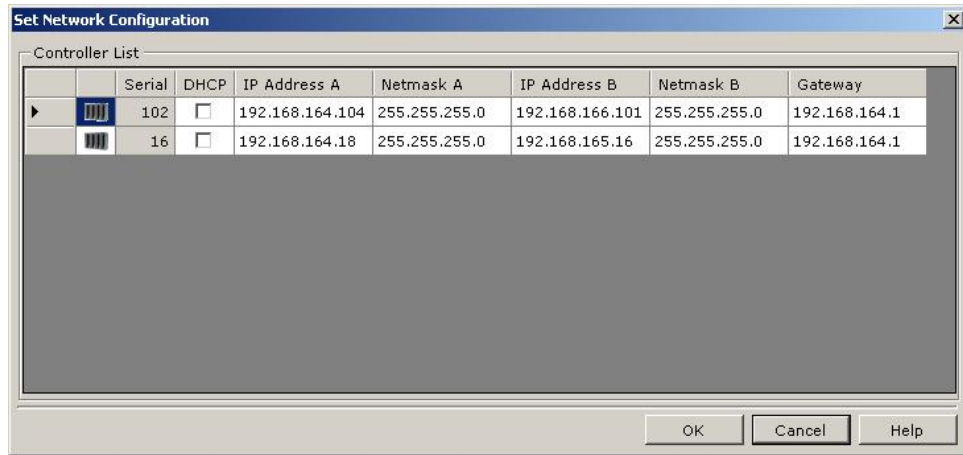 Set Network Configuration
Controller List
Serial DHCP IP Address A Netmask A IP Address B Netmask B Gateway
102 192.168.164.104 255.255.255.0 192.168.166.101 255.255.255.0 192.168.164.1
16 192.168.164.18 255.255.255.0 192.168.165.16 255.255.255.0 192.168.164.1
OK Cancel Help